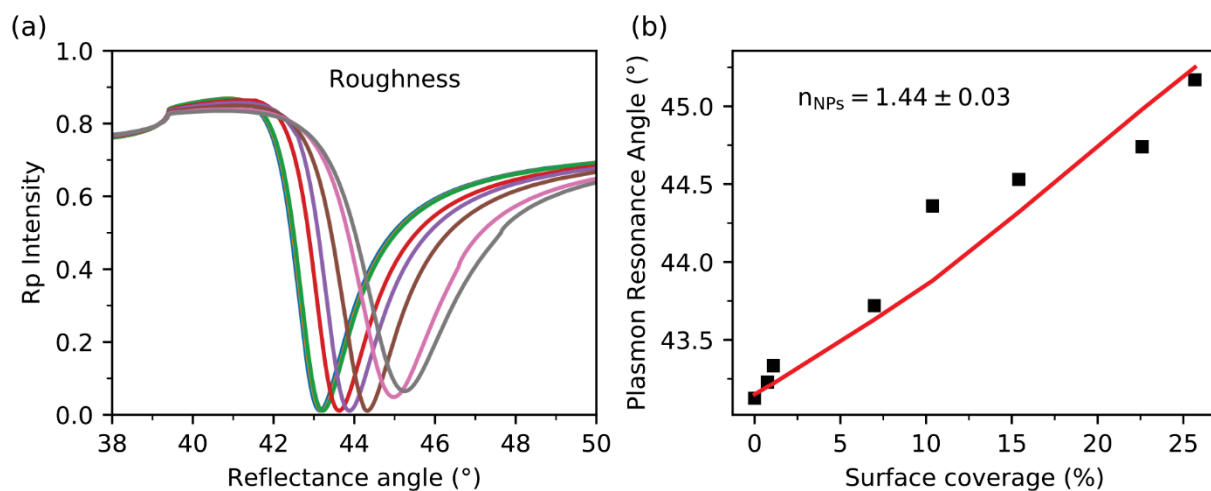 (a)
Roughness
Rp Intensity
1.0
0.8
0.6
0.4
0.2
0.0
38 40 42 44 46 48 50
Reflectance angle (°)
(b)
n_NPs = 1.44 ± 0.03
Plasmon Resonance Angle (°)
45.0
44.5
44.0
43.5
0 5 10 15 20 25
Surface coverage (%)